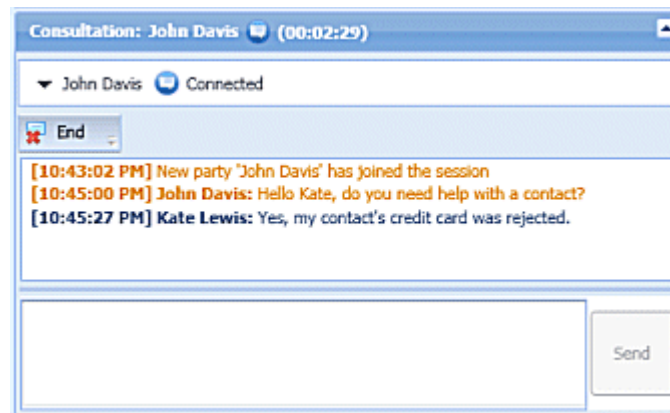 Consultation: John Davis (00:02:29)
John Davis Connected
End
[10:43:02 PM] New party 'John Davis' has joined the session
[10:45:00 PM] John Davis: Hello Kate, do you need help with a contact?
[10:45:27 PM] Kate Lewis: Yes, my contact's credit card was rejected.
Send